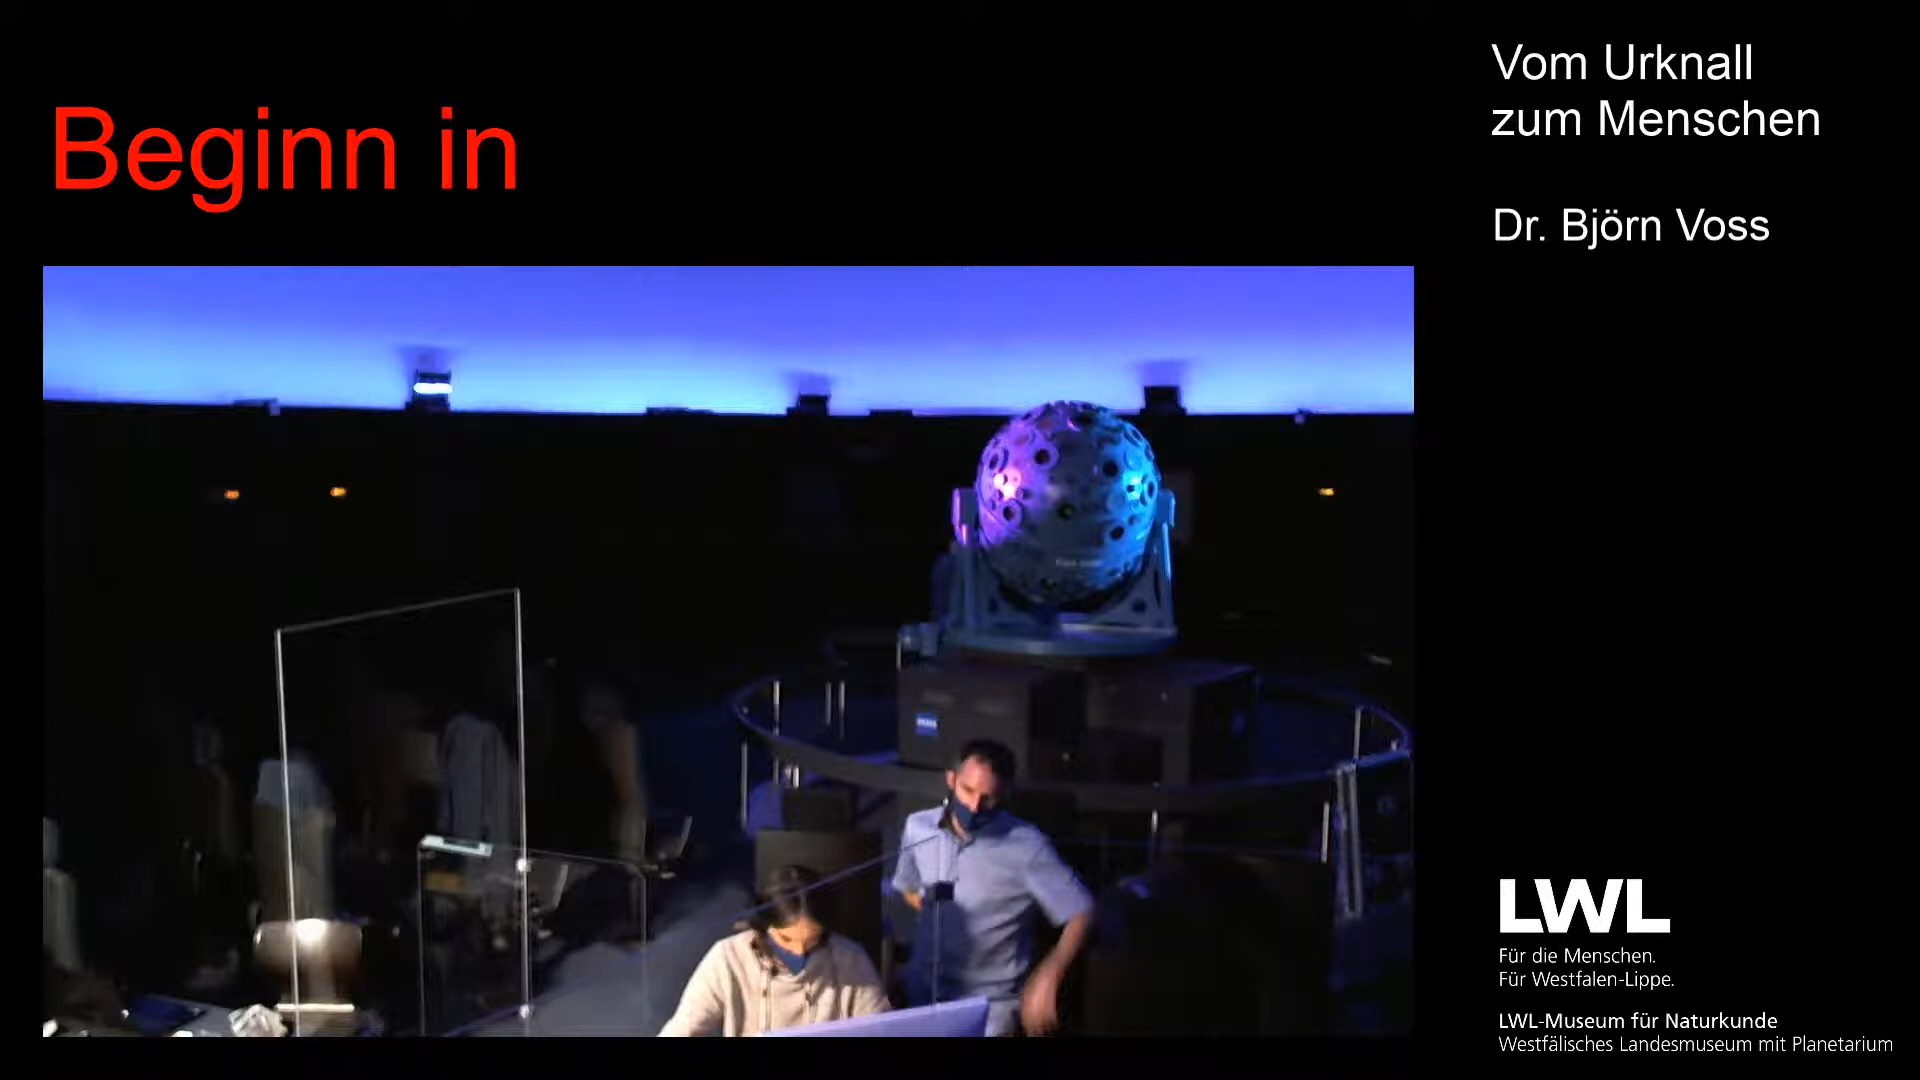 Beginn in
Vom Urknall
zum Menschen
Dr. Björn Voss
LWL
Für die Menschen.
Für Westfalen-Lippe.
LWL-Museum für Naturkunde
Westfälisches Landesmuseum mit Planetarium